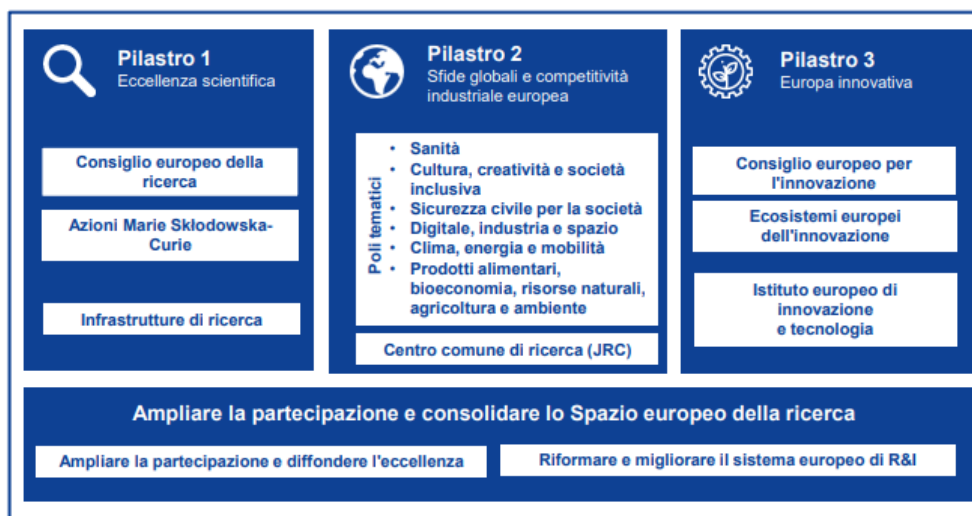 Pilastro 1
Eccellenza scientifica
Consiglio europeo della
ricerca
Azioni Marie Skłodowska-
Curie
Infrastrutture di ricerca
Pilastro 2
Sfide globali e competitività
industriale europea
Poli tematici
• Sanità
• Cultura, creatività e società
inclusiva
• Sicurezza civile per la società
• Digitale, industria e spazio
• Clima, energia e mobilità
• Prodotti alimentari,
bioeconomia, risorse naturali,
agricoltura e ambiente
Centro comune di ricerca (JRC)
Pilastro 3
Europa innovativa
Consiglio europeo per
l'innovazione
Ecosistemi europei
dell'innovazione
Istituto europeo di
innovazione
e tecnologia
Ampliare la partecipazione e consolidare lo Spazio europeo della ricerca
Ampliare la partecipazione e diffondere l'eccellenza
Riformare e migliorare il sistema europeo di R&I